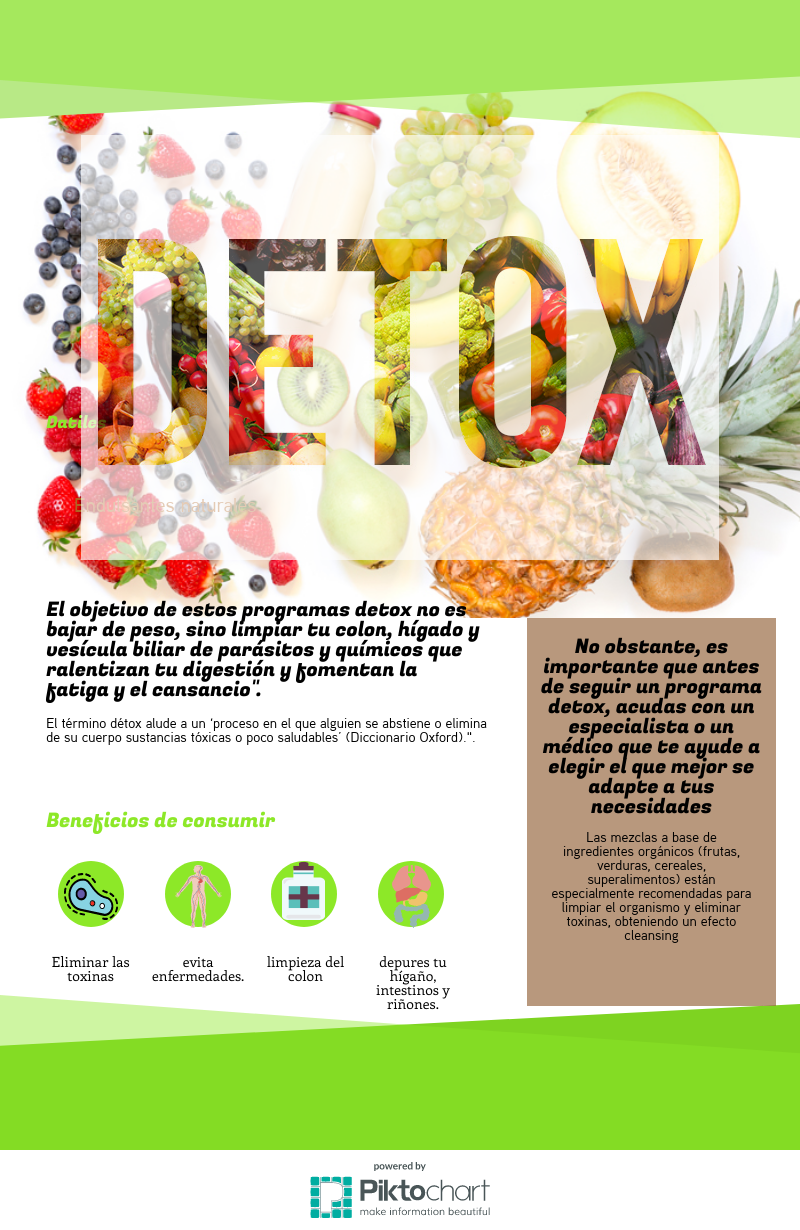 DETOX
Datiles
Endulzantes naturales
El objetivo de estos programas detox no es
bajar de peso, sino limpiar tu colon, hígado y
vesícula biliar de parásitos y químicos que
ralentizan tu digestión y fomentan la
fatiga y el cansancio".
El término détox alude a un ‘proceso en el que alguien se abstiene o elimina
de su cuerpo sustancias tóxicas o poco saludables’ (Diccionario Oxford).".
No obstante, es
importante que antes
de seguir un programa
detox, acudas con un
especialista o un
médico que te ayude a
elegir el que mejor se
adapte a tus
necesidades
Las mezclas a base de
ingredientes orgánicos (frutas,
verduras, cereales,
superalimentos) están
especialmente recomendadas para
limpiar el organismo y eliminar
toxinas, obteniendo un efecto
cleansing
Beneficios de consumir
Eliminar las
toxinas
evita
enfermedades.
limpieza del
colon
depures tu
hígaño,
intestinos y
riñones.
powered by
Piktochart
make information beautiful